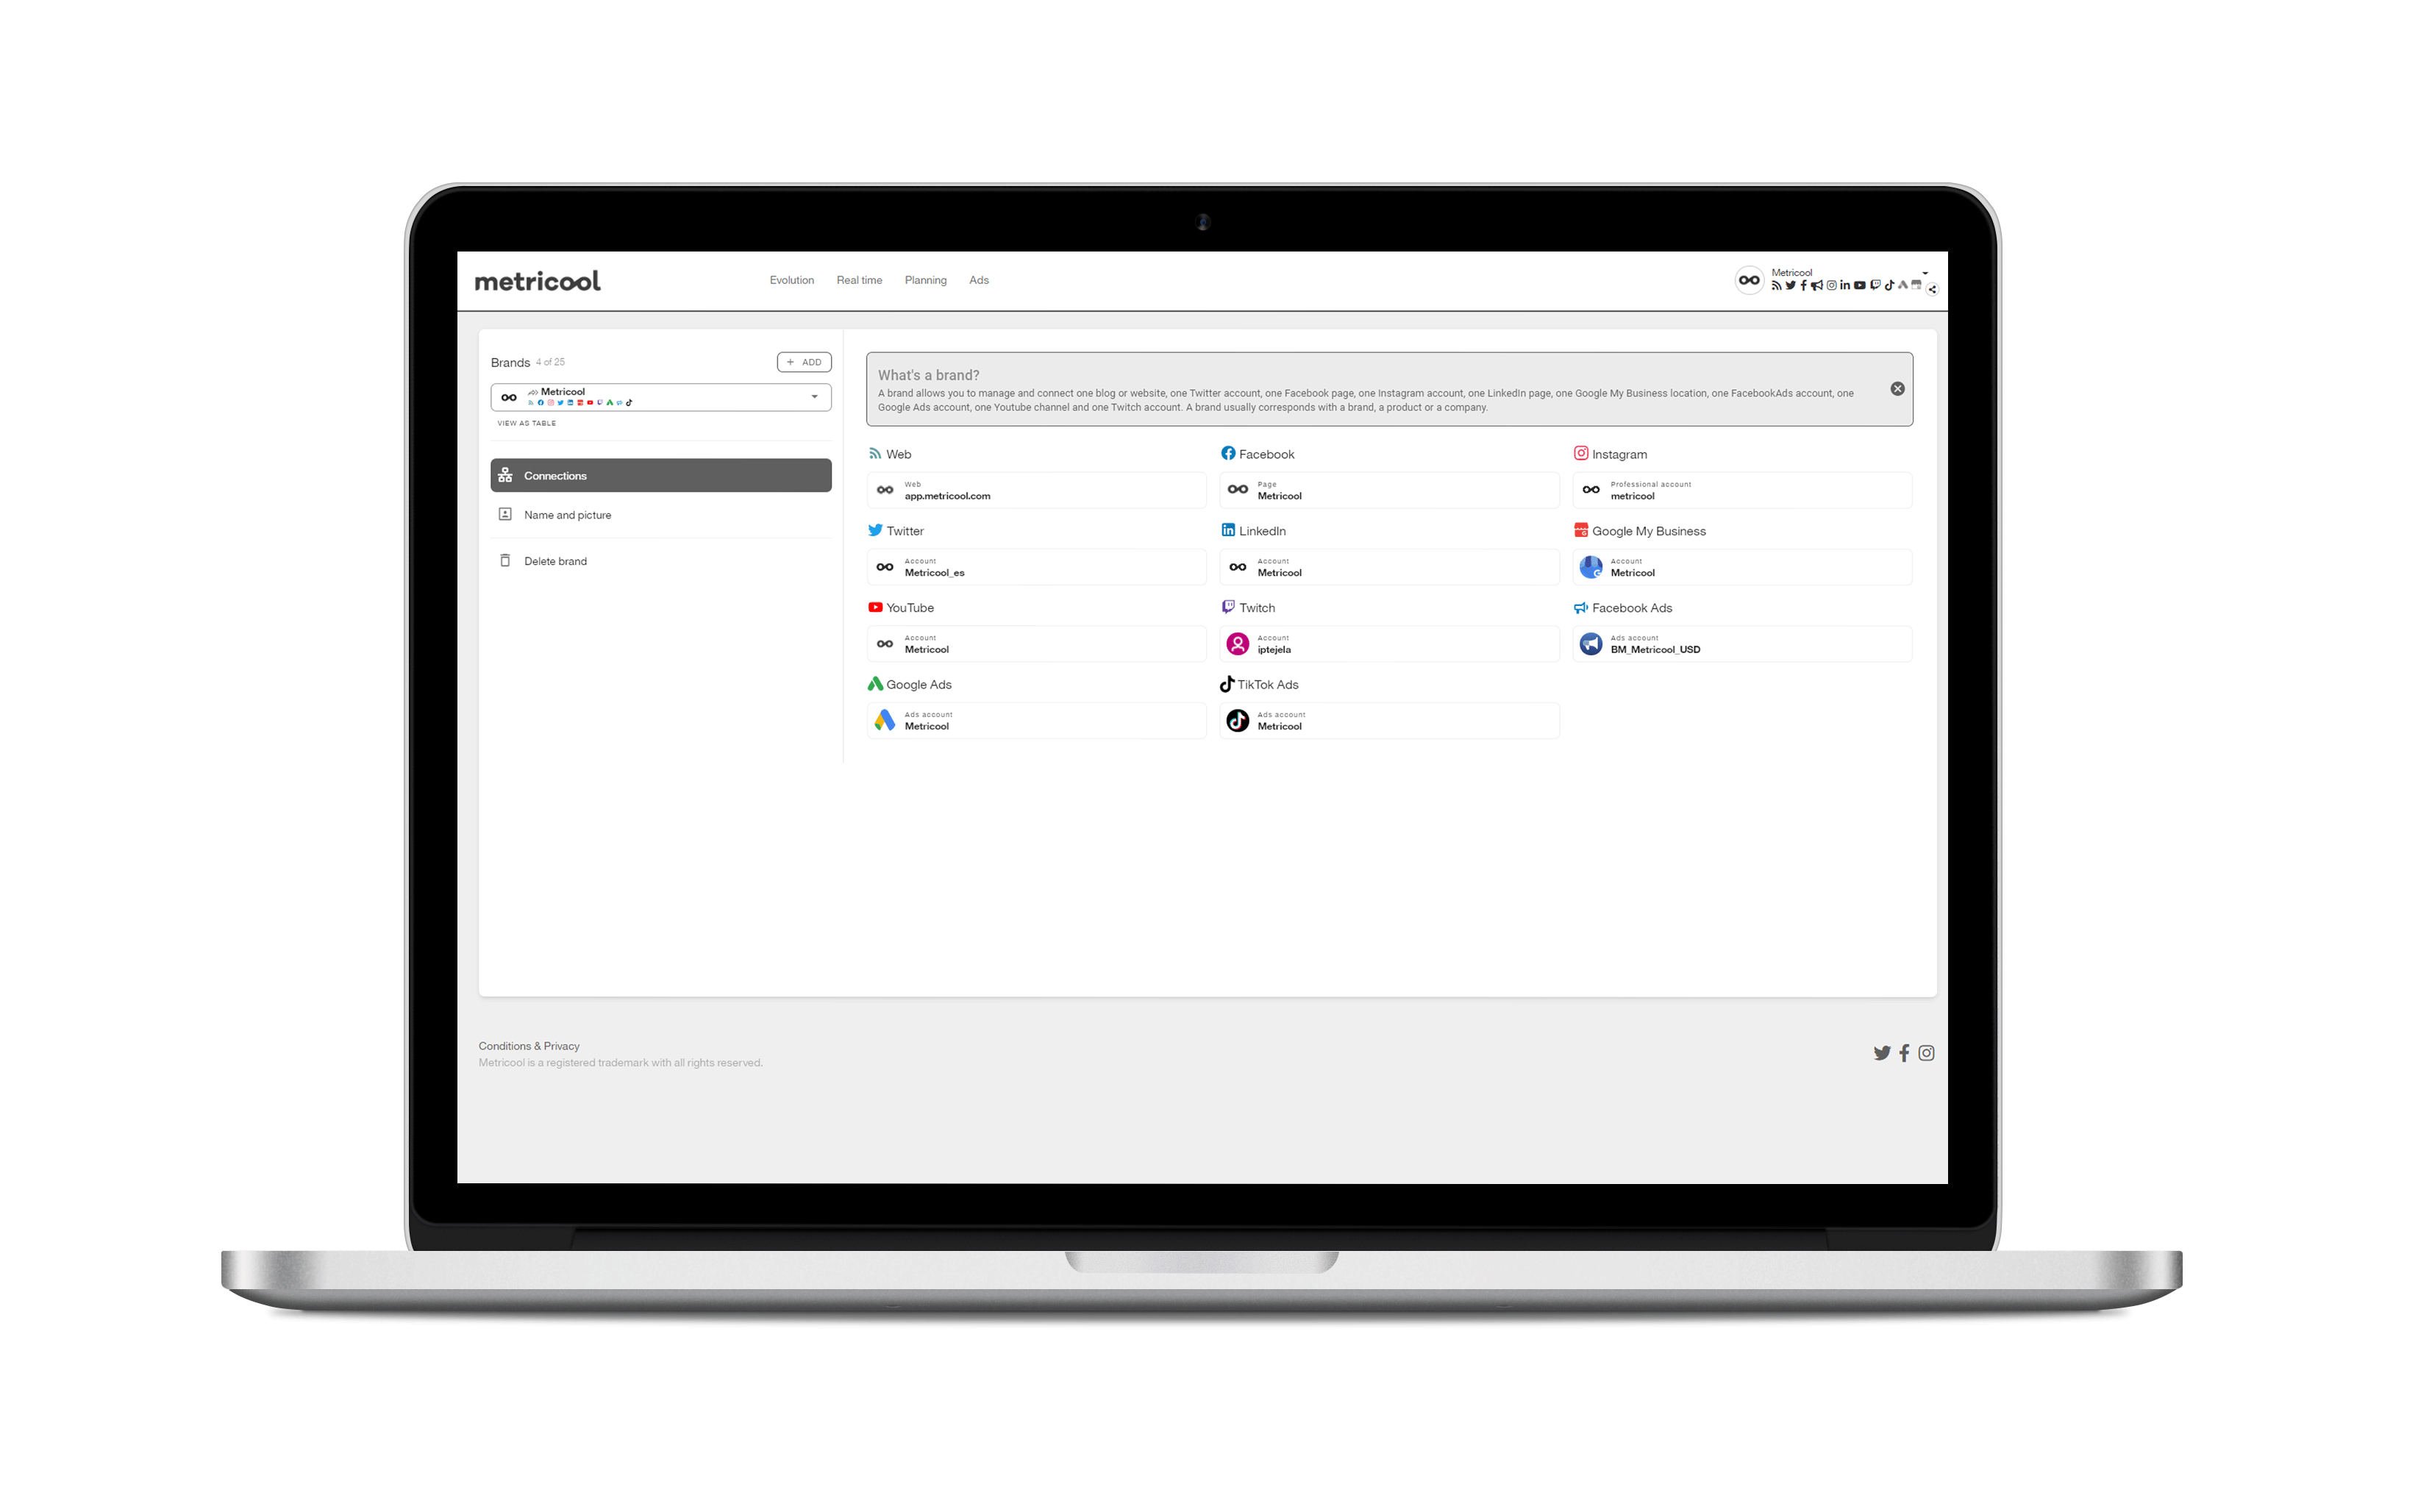 metricool
Evolution Real time Planning Ads
Metricool
Brands 4 of 25
+ ADD
Metricool
VIEW AS TABLE
Connections
Name and picture
Delete brand
What's a brand?
A brand allows you to manage and connect one blog or website, one Twitter account, one Facebook page, one Instagram account, one LinkedIn page, one Google My Business location, one FacebookAds account, one
Google Ads account, one Youtube channel and one Twitch account. A brand usually corresponds with a brand, a product or a company.
Web
Web
app.metricool.com
Facebook
Page
Metricool
Instagram
Professional account
metricool
Twitter
Account
Metricool_es
LinkedIn
Account
Metricool
Google My Business
Account
Metricool
YouTube
Account
Metricool
Twitch
Account
iptejela
Facebook Ads
Ads account
BM_Metricool_USD
Google Ads
Ads account
Metricool
TikTok Ads
Ads account
Metricool
Conditions & Privacy
Metricool is a registered trademark with all rights reserved.